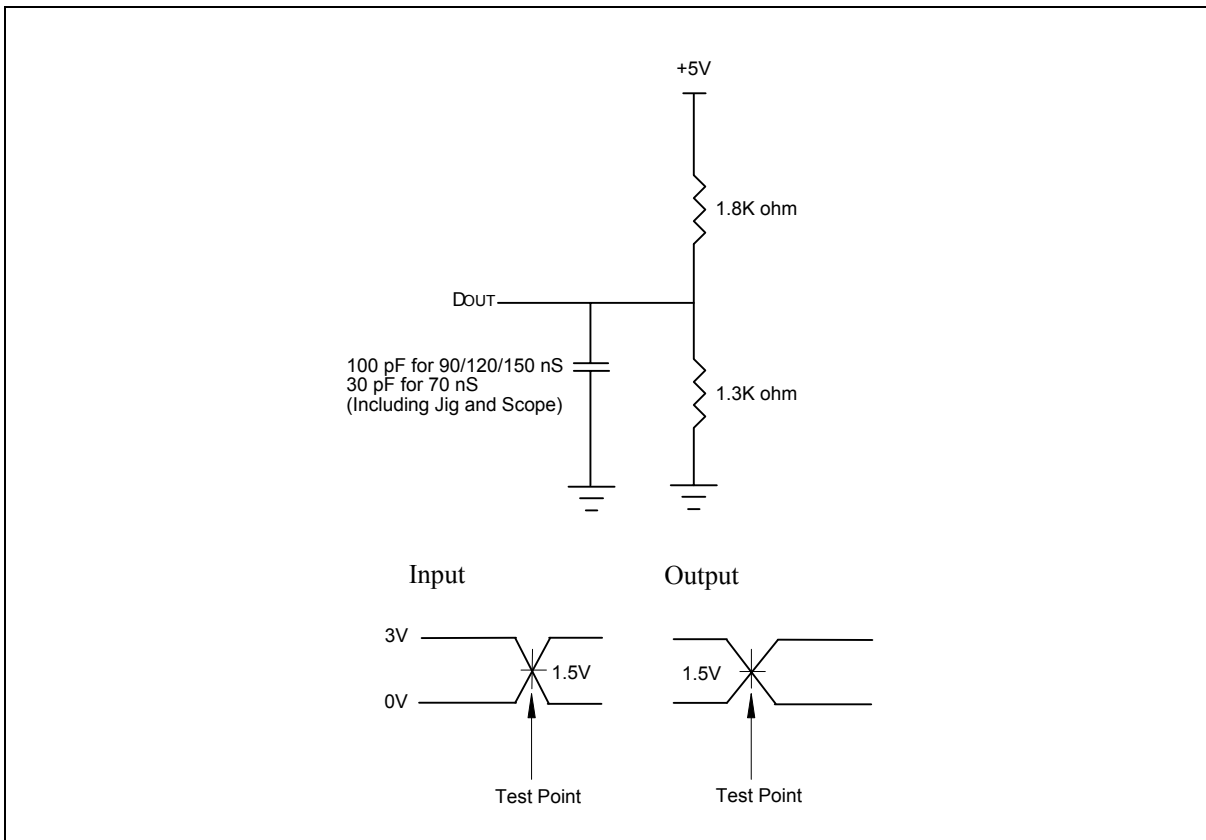 +5V
1.8K ohm
DOUT
100 pF for 90/120/150 nS
30 pF for 70 nS
(Including Jig and Scope)
1.3K ohm
Input
Output
3V
1.5V
1.5V
0V
Test Point
Test Point